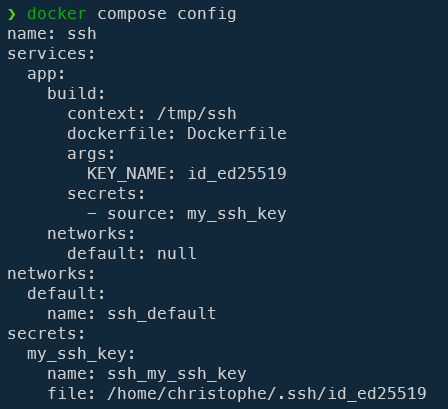 ❯ docker compose config
name: ssh
services:
  app:
    build:
      context: /tmp/ssh
      dockerfile: Dockerfile
      args:
        KEY_NAME: id_ed25519
      secrets:
        - source: my_ssh_key
    networks:
      default: null
networks:
  default:
    name: ssh_default
secrets:
  my_ssh_key:
    name: ssh_my_ssh_key
    file: /home/christophe/.ssh/id_ed25519